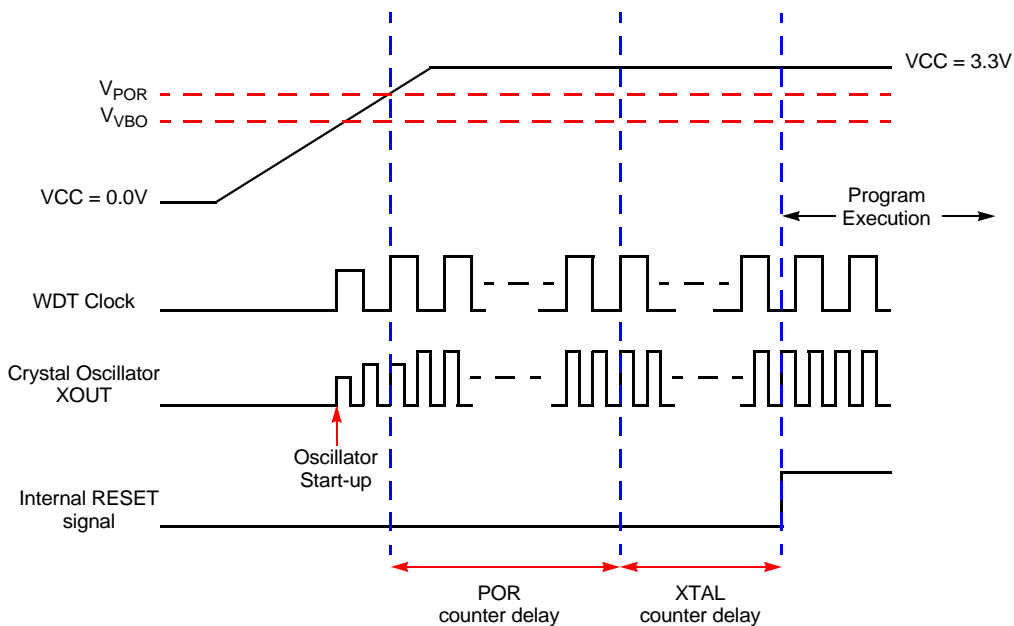 VCC = 3.3V
VPOR
VVBO
VCC = 0.0V
Program
Execution
WDT Clock
Crystal Oscillator
XOUT
Oscillator
Start-up
Internal RESET
signal
POR
counter delay
XTAL
counter delay